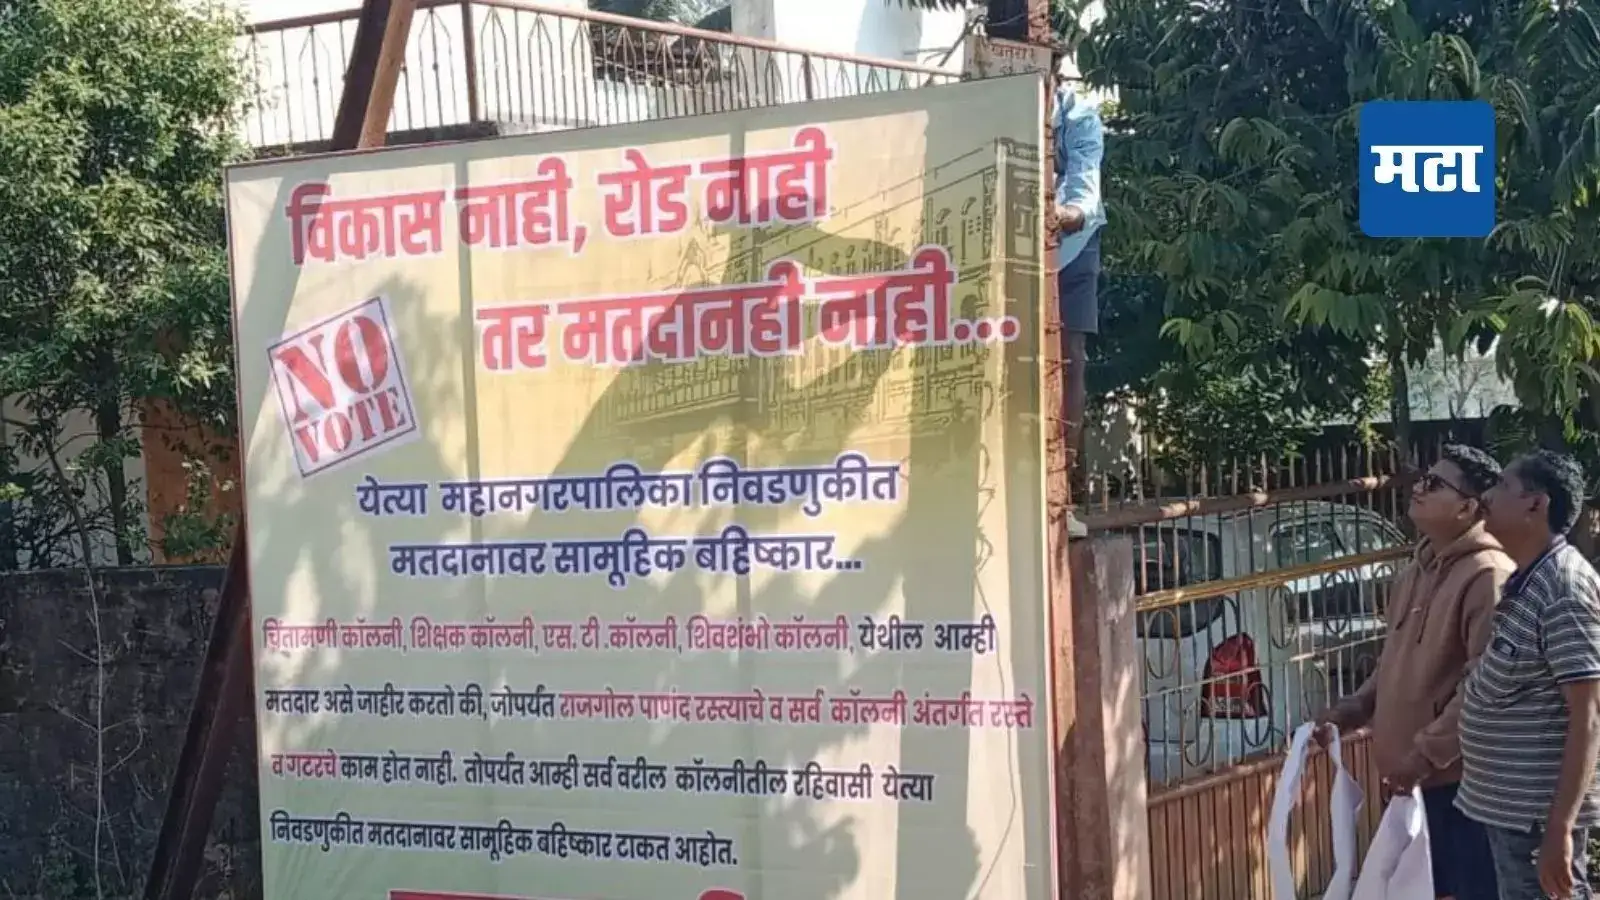 खतरा
मटा
विकास नाही, रोड नाही
तर मतदानही नाही...
NO
VOTE
येत्या महानगरपालिका निवडणुकीत
मतदानावर सामूहिक बहिष्कार...
चिंतामणी कॉलनी, शिक्षक कॉलनी, एस. टी .कॉलनी, शिवशंभो कॉलनी, येथील आम्ही
मतदार असे जाहीर करतो की, जोपर्यंत राजगोल पाणंद रस्त्याचे व सर्व कॉलनी अंतर्गत रस्ते
व गटरचे काम होत नाही. तोपर्यंत आम्ही सर्व वरील कॉलनीतील रहिवासी येत्या
निवडणुकीत मतदानावर सामूहिक बहिष्कार टाकत आहोत.